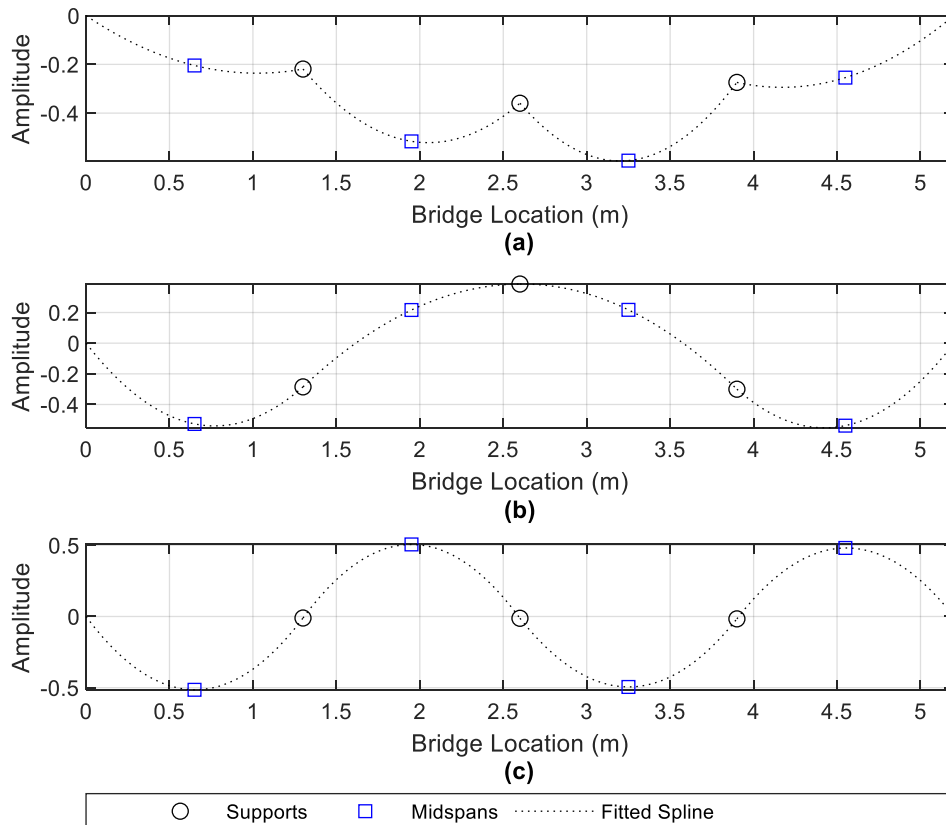 0
-0.2
-0.4
Amplitude
0 0.5 1 1.5 2 2.5 3 3.5 4 4.5 5
Bridge Location (m)
(a)
0.2
0
-0.2
-0.4
Amplitude
0 0.5 1 1.5 2 2.5 3 3.5 4 4.5 5
Bridge Location (m)
(b)
0.5
0
-0.5
Amplitude
0 0.5 1 1.5 2 2.5 3 3.5 4 4.5 5
Bridge Location (m)
(c)
Supports Midspans Fitted Spline